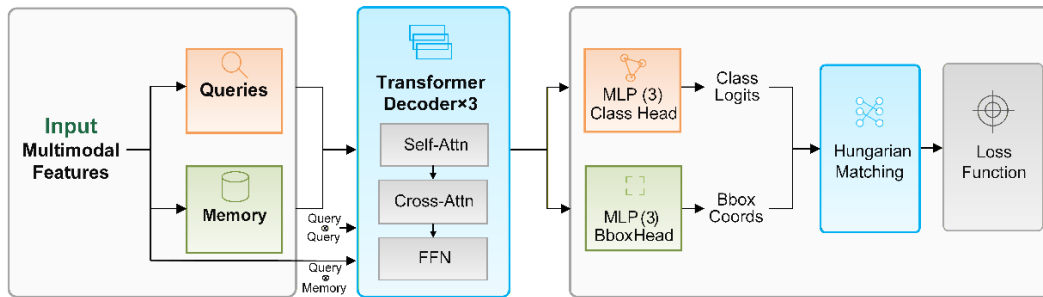 Input
Multimodal
Features
Queries
Memory
Query
⊗
Query
Query
⊗
Memory
Transformer
Decoder×3
Self-Attn
Cross-Attn
FFN
MLP (3)
Class Head
MLP (3)
BboxHead
Class
Logits
Bbox
Coords
Hungarian
Matching
Loss
Function